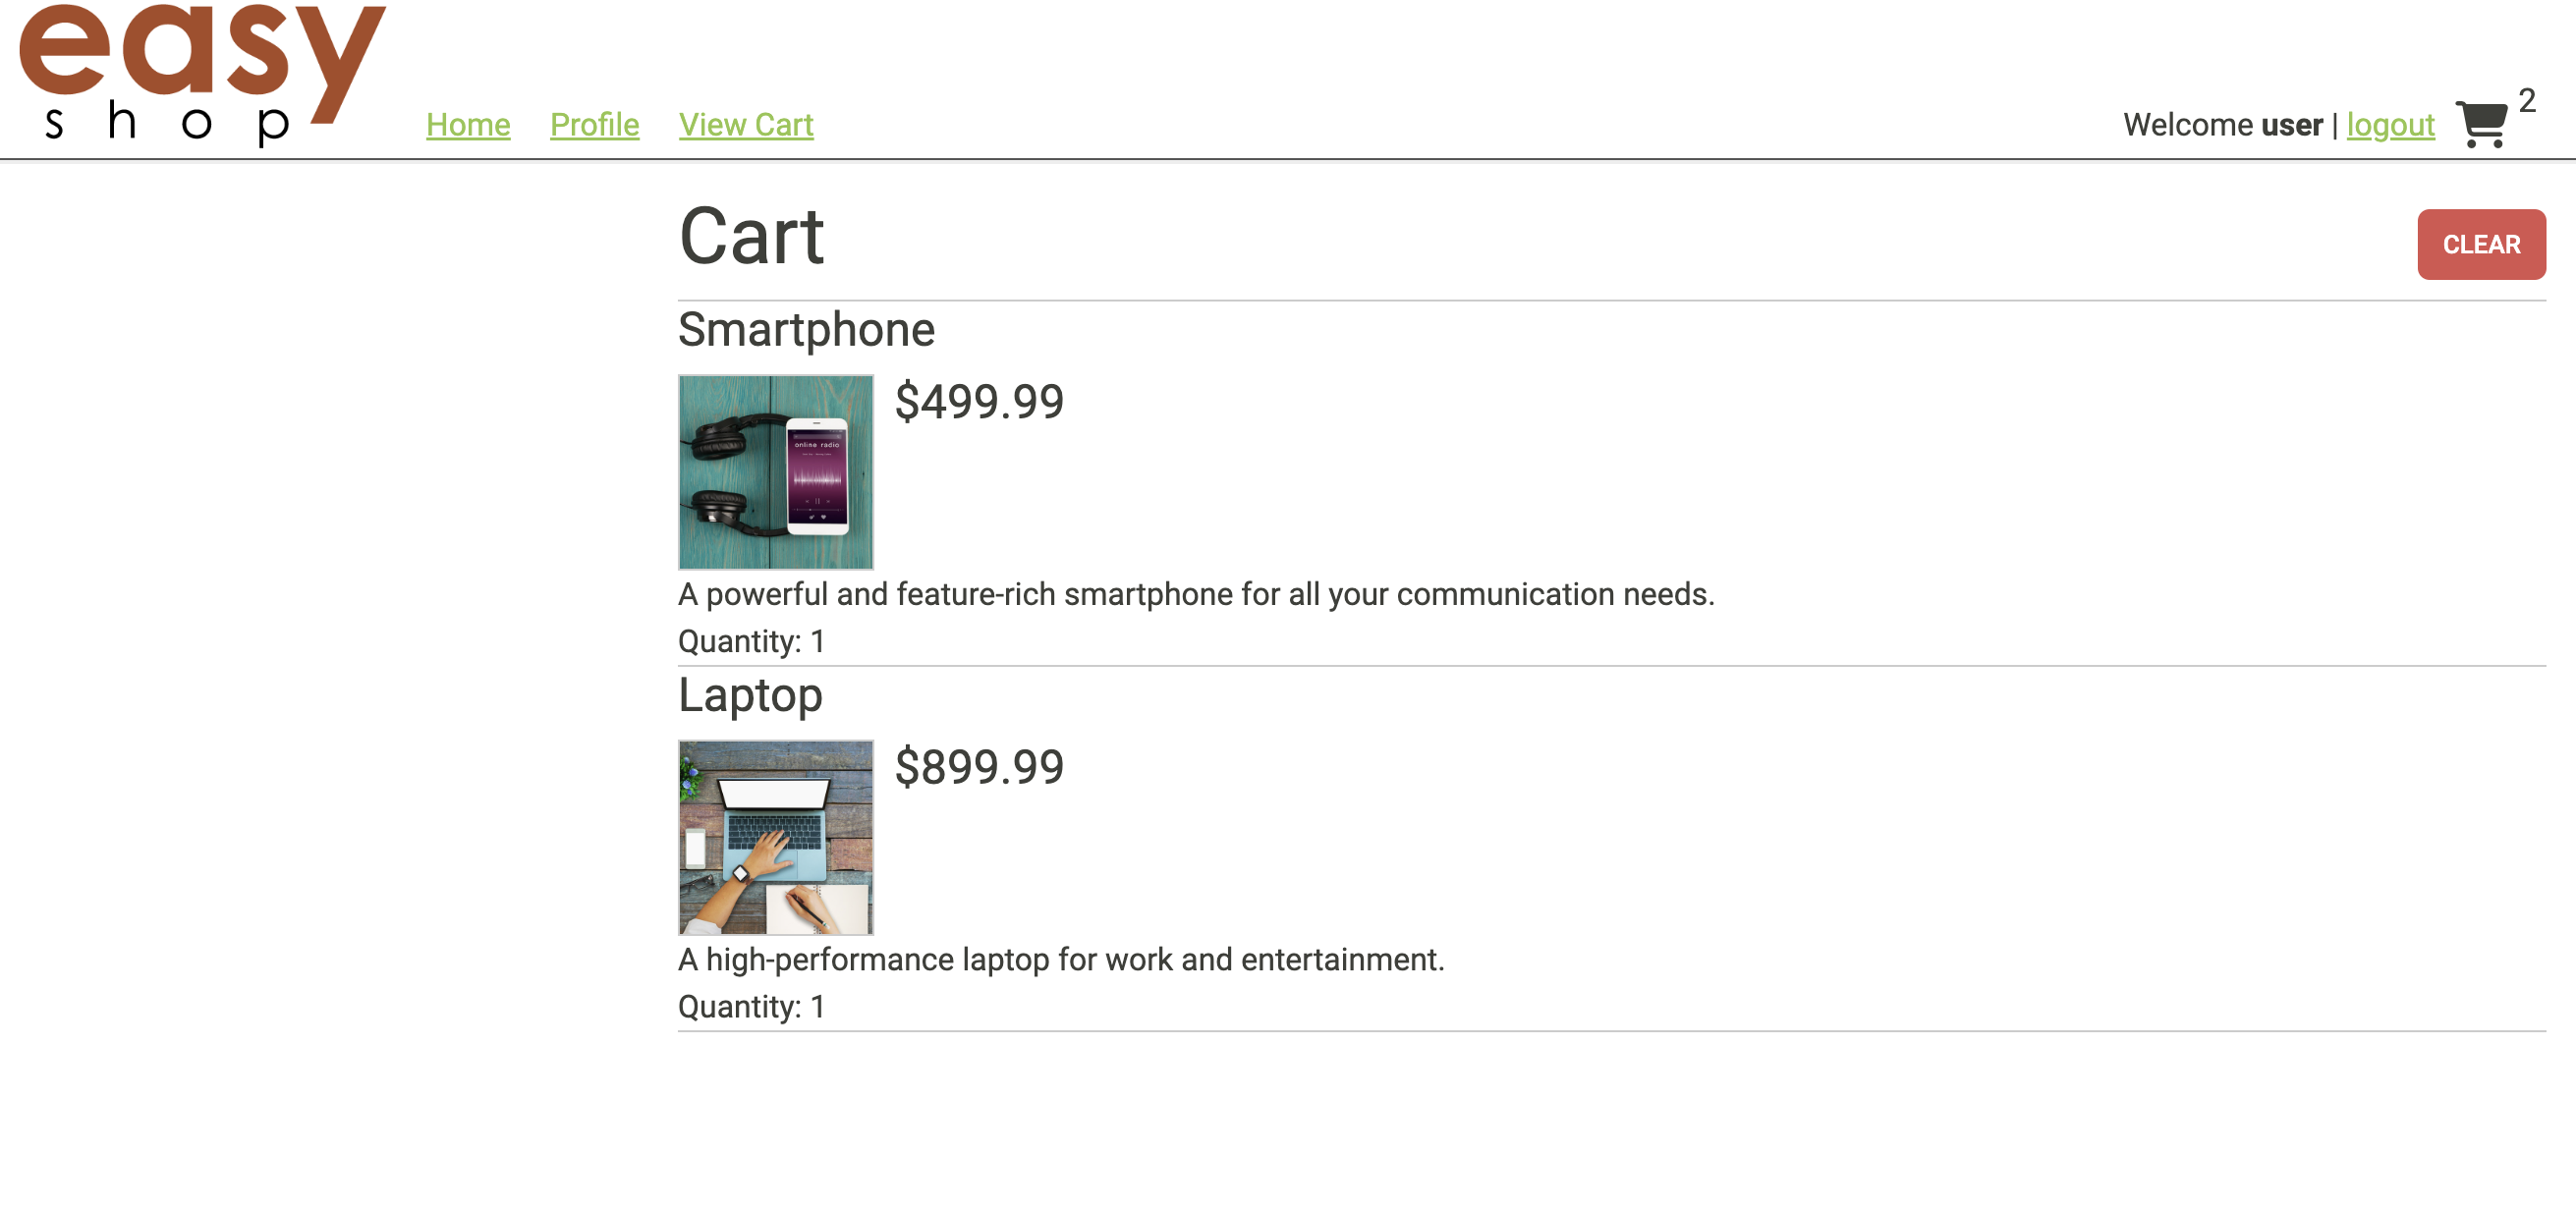 easy
shop
Home Profile View Cart
Welcome user | logout 2
Cart
CLEAR
Smartphone
$499.99
online radio
A powerful and feature-rich smartphone for all your communication needs.
Quantity: 1
Laptop
$899.99
A high-performance laptop for work and entertainment.
Quantity: 1